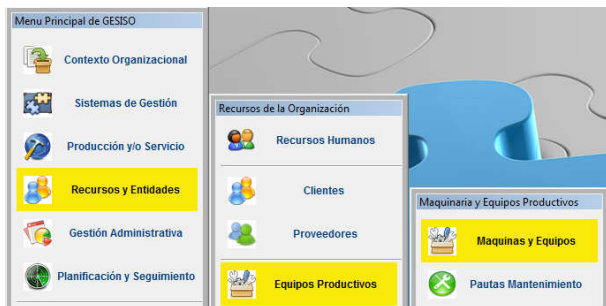 Menu Principal de GESISO
Contexto Organizacional
Sistemas de Gestión
Producción y/o Servicio
Recursos y Entidades
Gestión Administrativa
Planificación y Seguimiento
Recursos de la Organización
Recursos Humanos
Clientes
Proveedores
Equipos Productivos
Maquinaria y Equipos Productivos
Maquinas y Equipos
Pautas Mantenimiento